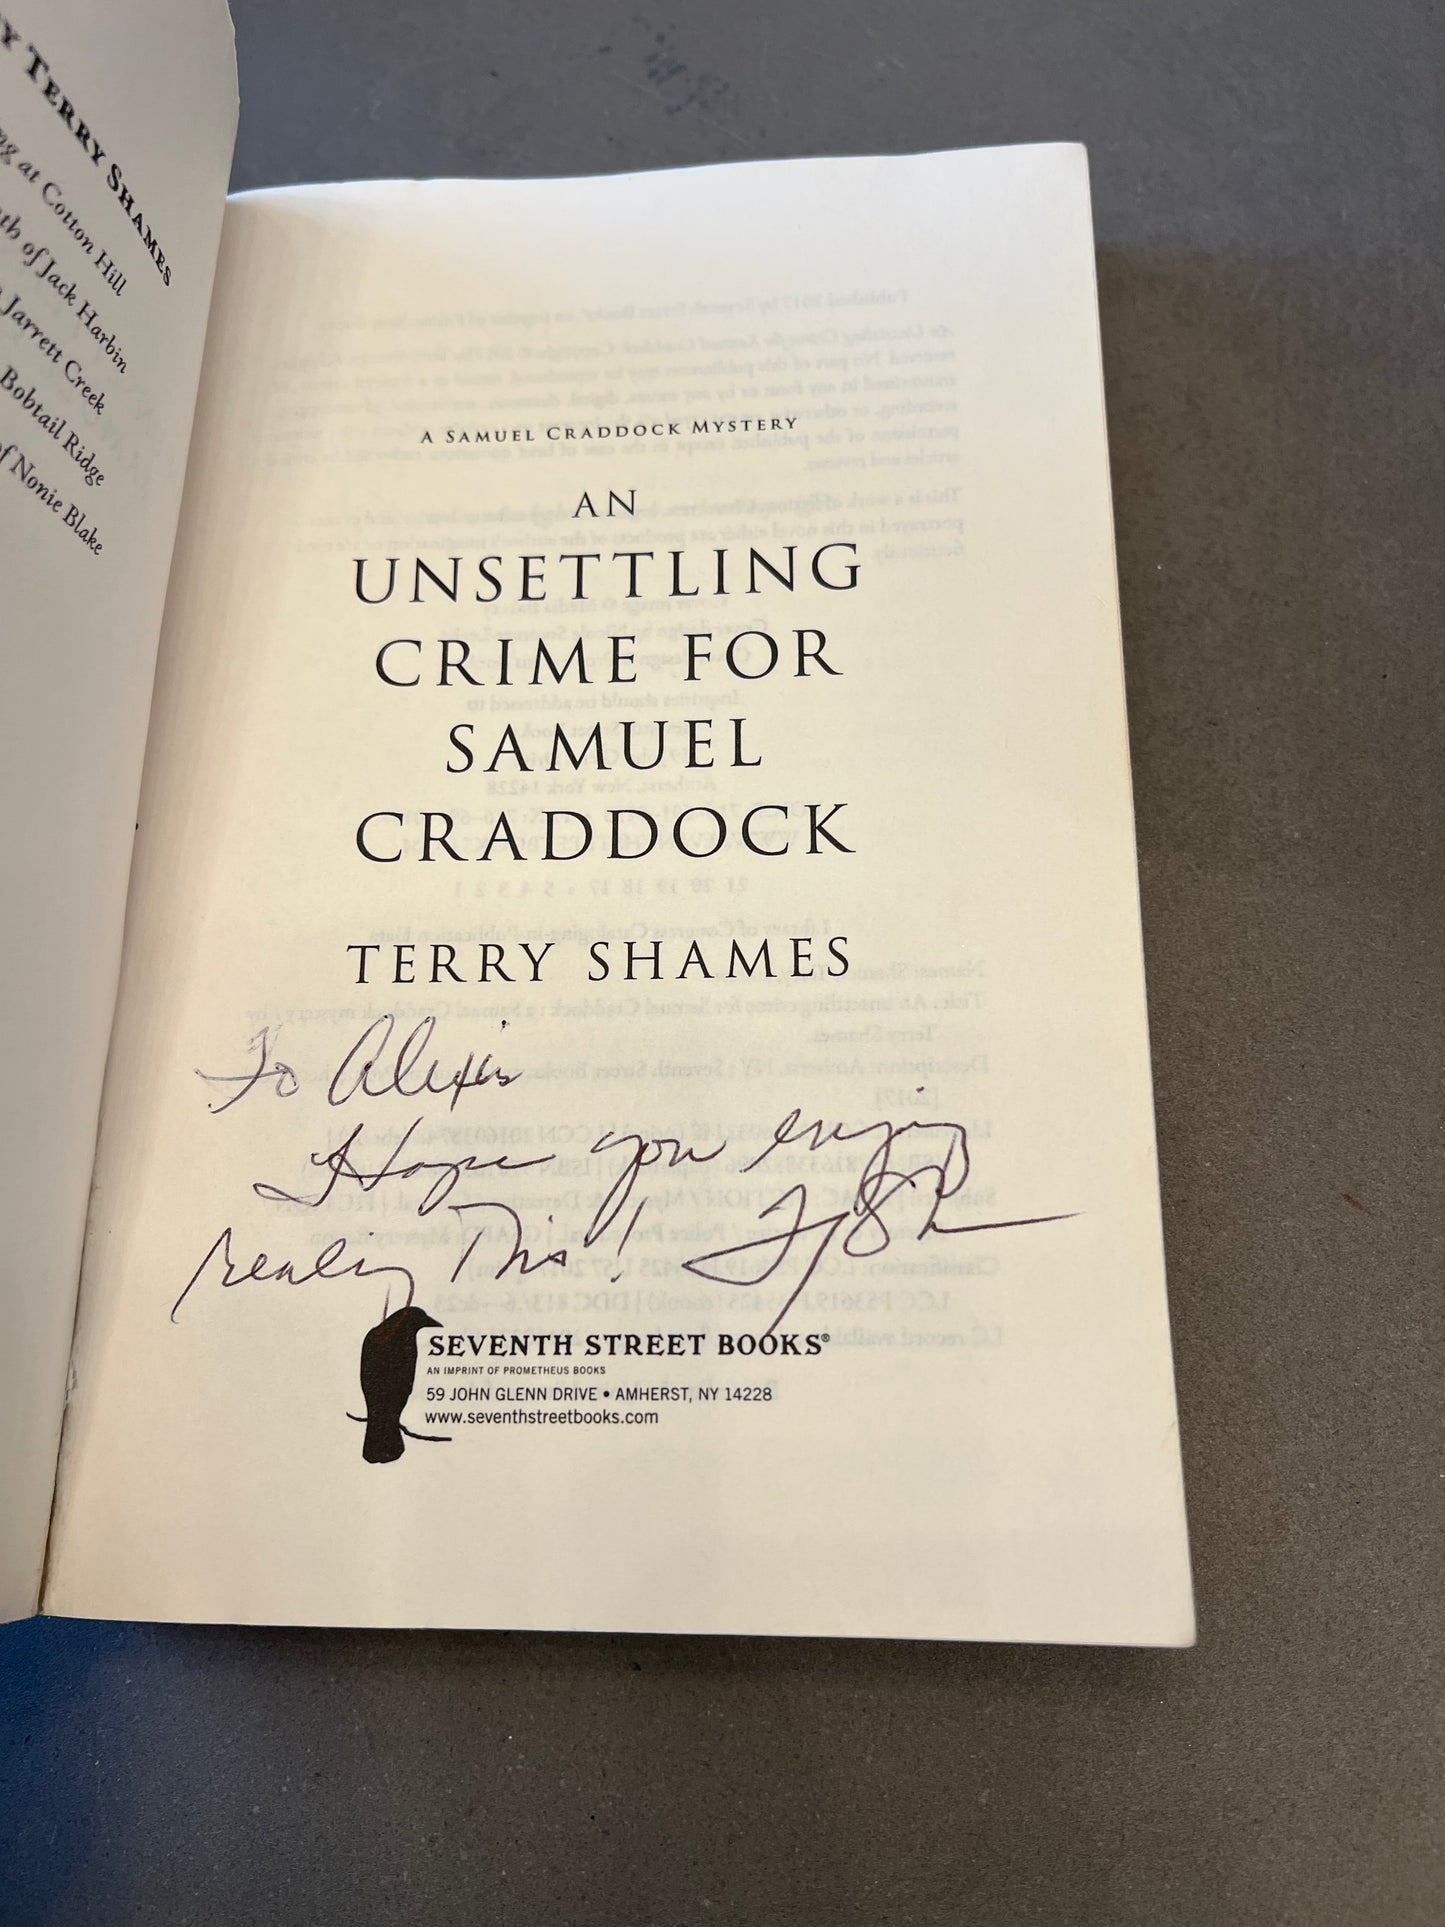 Y TERRY SHAMES
ng at Cotton Hill
th of Jack Harbin
Jarrett Creek
Bobtail Ridge
of Nonie Blake
A SAMUEL CRADDOCK MYSTERY
AN
UNSETTLING
CRIME FOR
SAMUEL
CRADDOCK
TERRY SHAMES
To Alexis
Hope you enjoy
reading This!
SEVENTH STREET BOOKS®
AN IMPRINT OF PROMETHEUS BOOKS
59 JOHN GLENN DRIVE • AMHERST, NY 14228
www.seventhstreetbooks.com